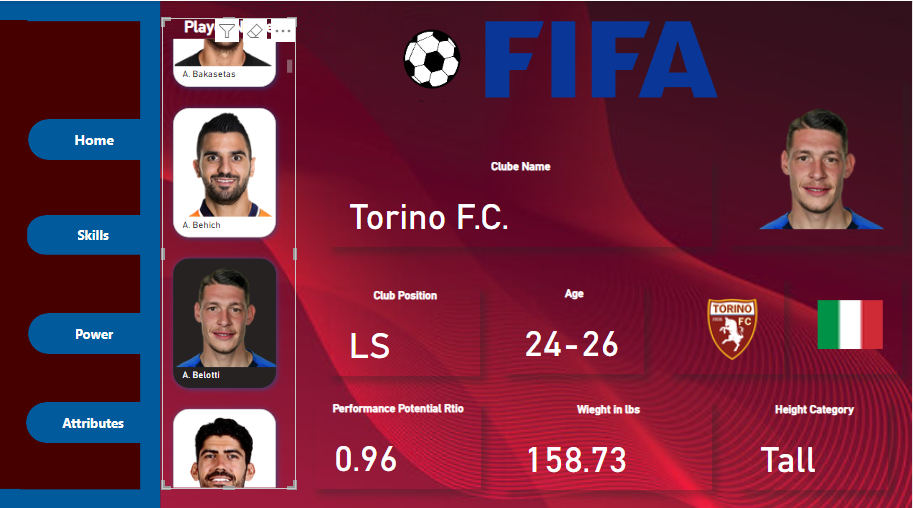 FIFA
Home
Skills
Power
Attributes
A. Bakasetas
A. Behich
A. Belotti
Clube Name
Torino F.C.
Club Position
LS
Age
24-26
TORINO
FC
Performance Potential Rtio
0.96
Wieght in lbs
158.73
Height Category
Tall